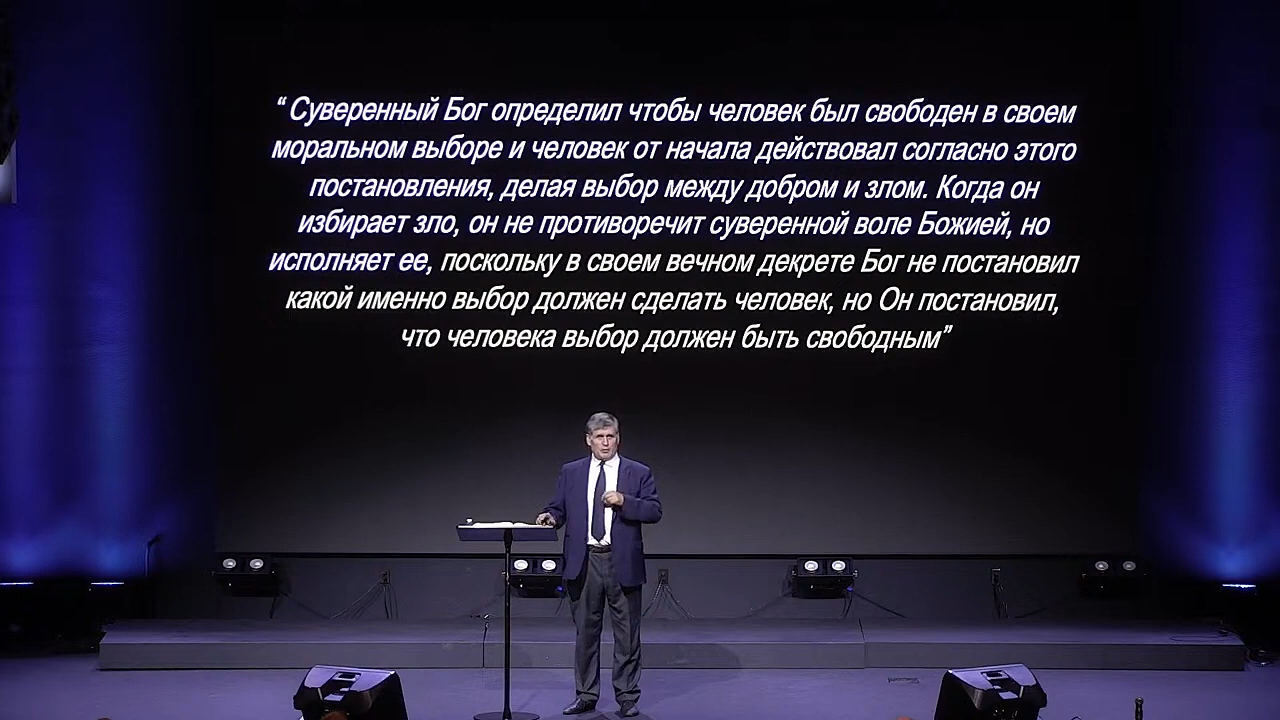 “ Суверенный Бог определил чтобы человек был свободен в своем
моральном выборе и человек от начала действовал согласно этого
постановления, делая выбор между добром и злом. Когда он
избирает зло, он не противоречит суверенной воле Божией, но
исполняет ее, поскольку в своем вечном декрете Бог не постановил
какой именно выбор должен сделать человек, но Он постановил,
что человека выбор должен быть свободным”